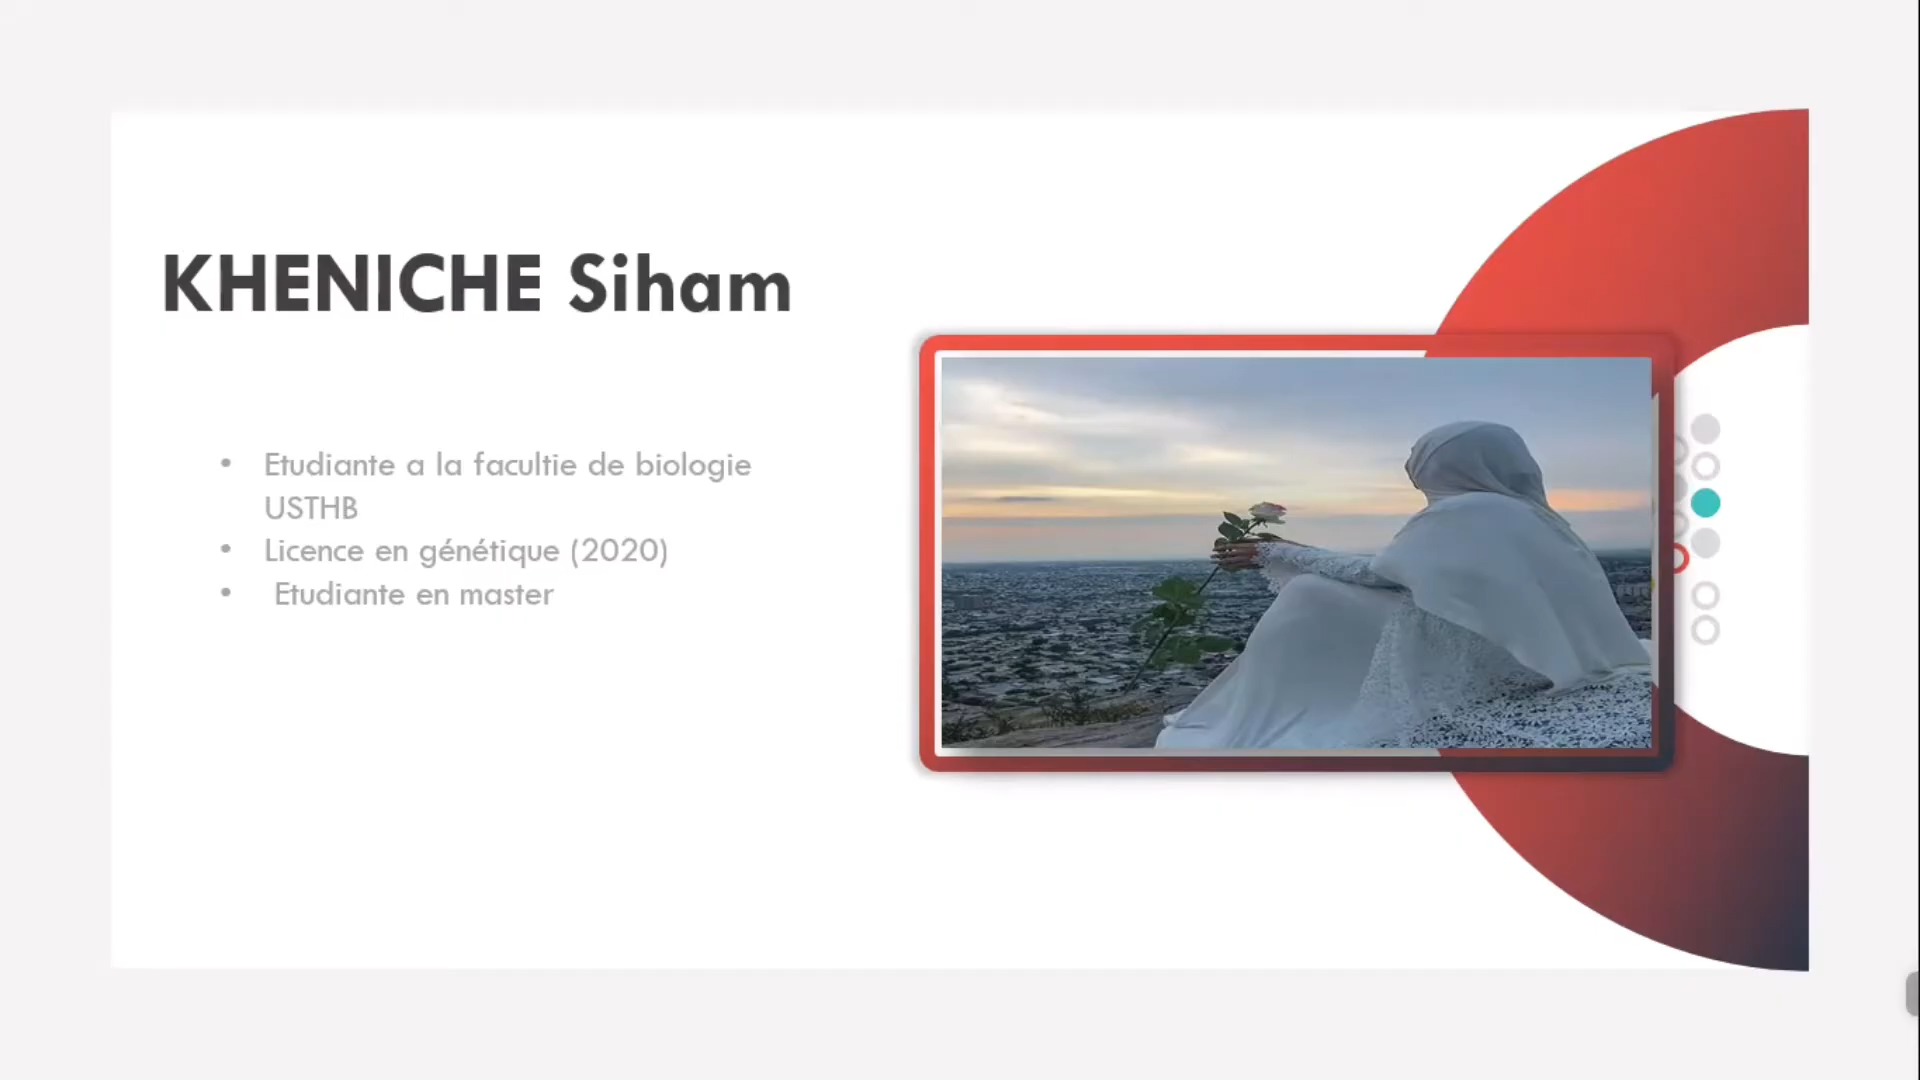 KHENICHE Siham
• Etudiante a la facultie de biologie
USTHB
• Licence en génétique (2020)
• Etudiante en master